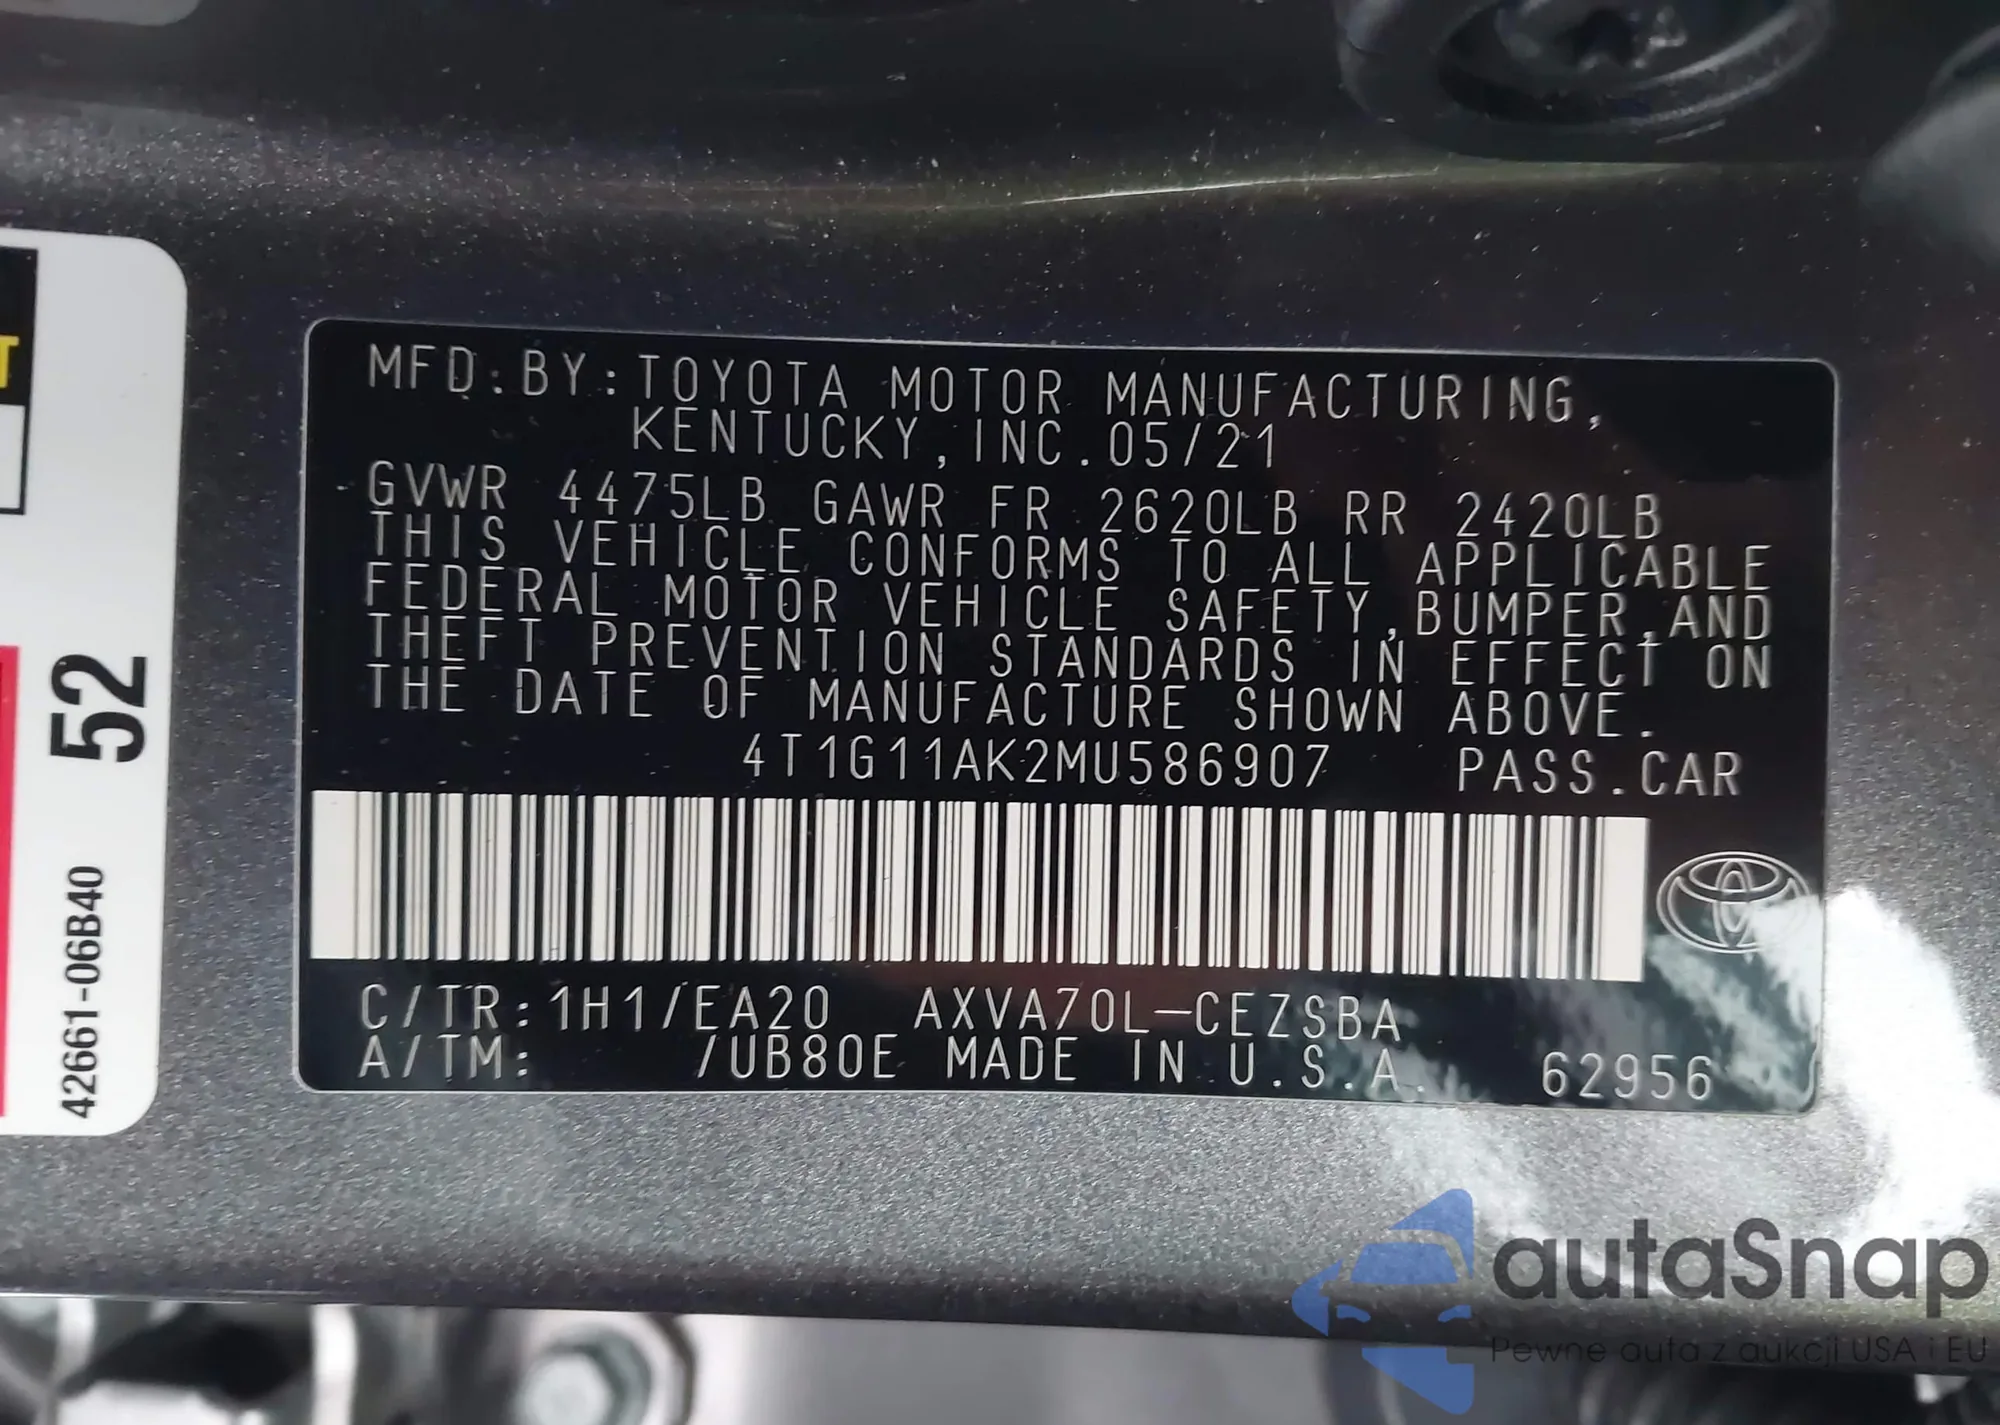 MFD.BY:TOYOTA MOTOR MANUFACTURING,
KENTUCKY,INC.05/21
GVWR 4475LB GAWR FR 2620LB RR 2420LB
THIS VEHICLE CONFORMS TO ALL APPLICABLE
FEDERAL MOTOR VEHICLE SAFETY,BUMPER,AND
THEFT PREVENTION STANDARDS IN EFFECT ON
THE DATE OF MANUFACTURE SHOWN ABOVE.
4T1G11AK2MU586907 PASS.CAR
C/TR:1H1/EA20 AXVA70L-CEZSBA
A/TM: /UB80E MADE IN U.S.A. 62956
T
52
42661-06B40
autaSnap
Pewne auta z aukcji USA i EU